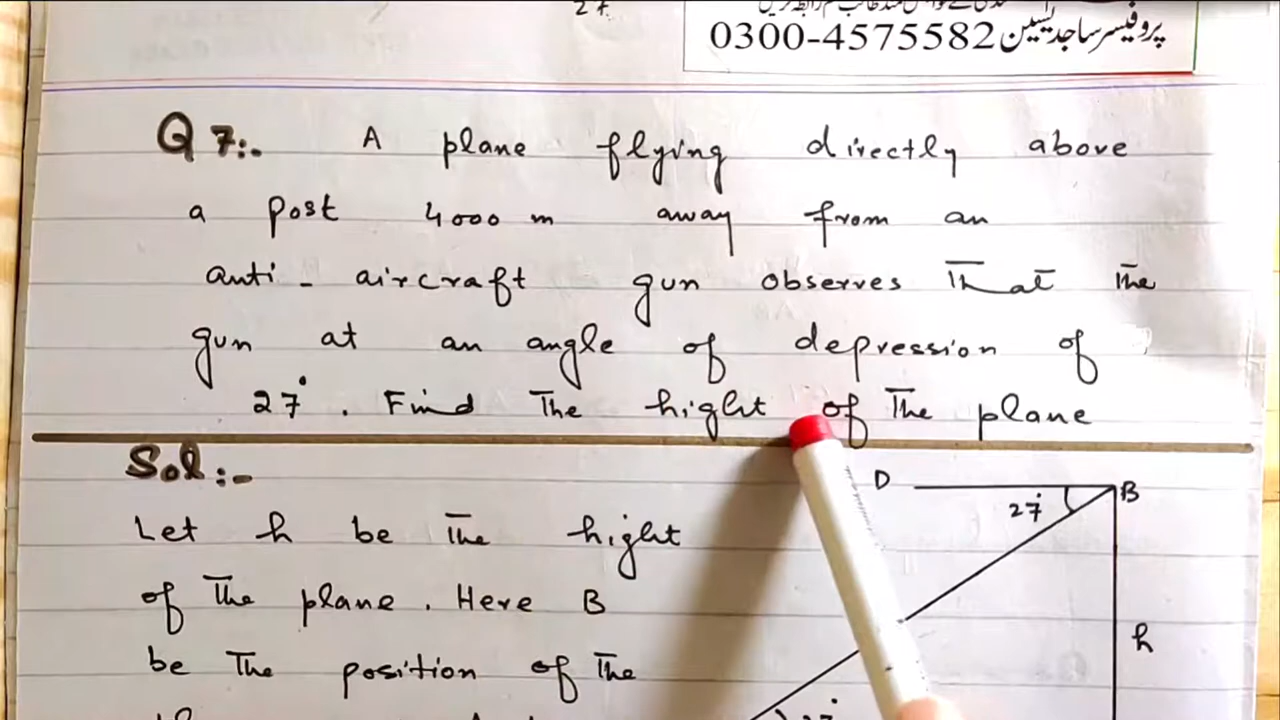 پروفیسر ساجد یٰسین 0300-4575582
Q 7:-. A plane flying directly above
a post 4000 m away from an
anti - aircraft gun observes That the
gun at an angle of depression of
27° . Find The hight of The plane
Sol:-
D B
27°
Let h be The hight
of The plane. Here B
h
be The position of The